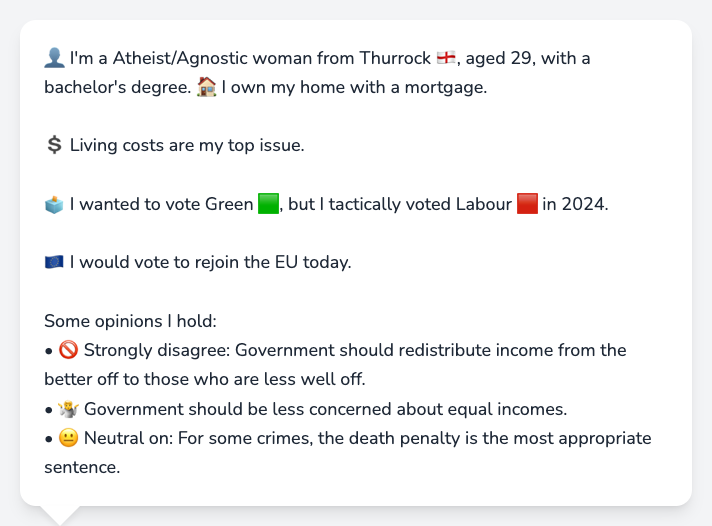 👤 I'm a Atheist/Agnostic woman from Thurrock 🏴󠁧󠁢󠁥󠁮󠁧󠁿, aged 29, with a
bachelor's degree. 🏠 I own my home with a mortgage.
💲 Living costs are my top issue.
🗳️ I wanted to vote Green 🟩, but I tactically voted Labour 🟥 in 2024.
🇪🇺 I would vote to rejoin the EU today.
Some opinions I hold:
• 🚫 Strongly disagree: Government should redistribute income from the
better off to those who are less well off.
• 🤷 Government should be less concerned about equal incomes.
• 😐 Neutral on: For some crimes, the death penalty is the most appropriate
sentence.